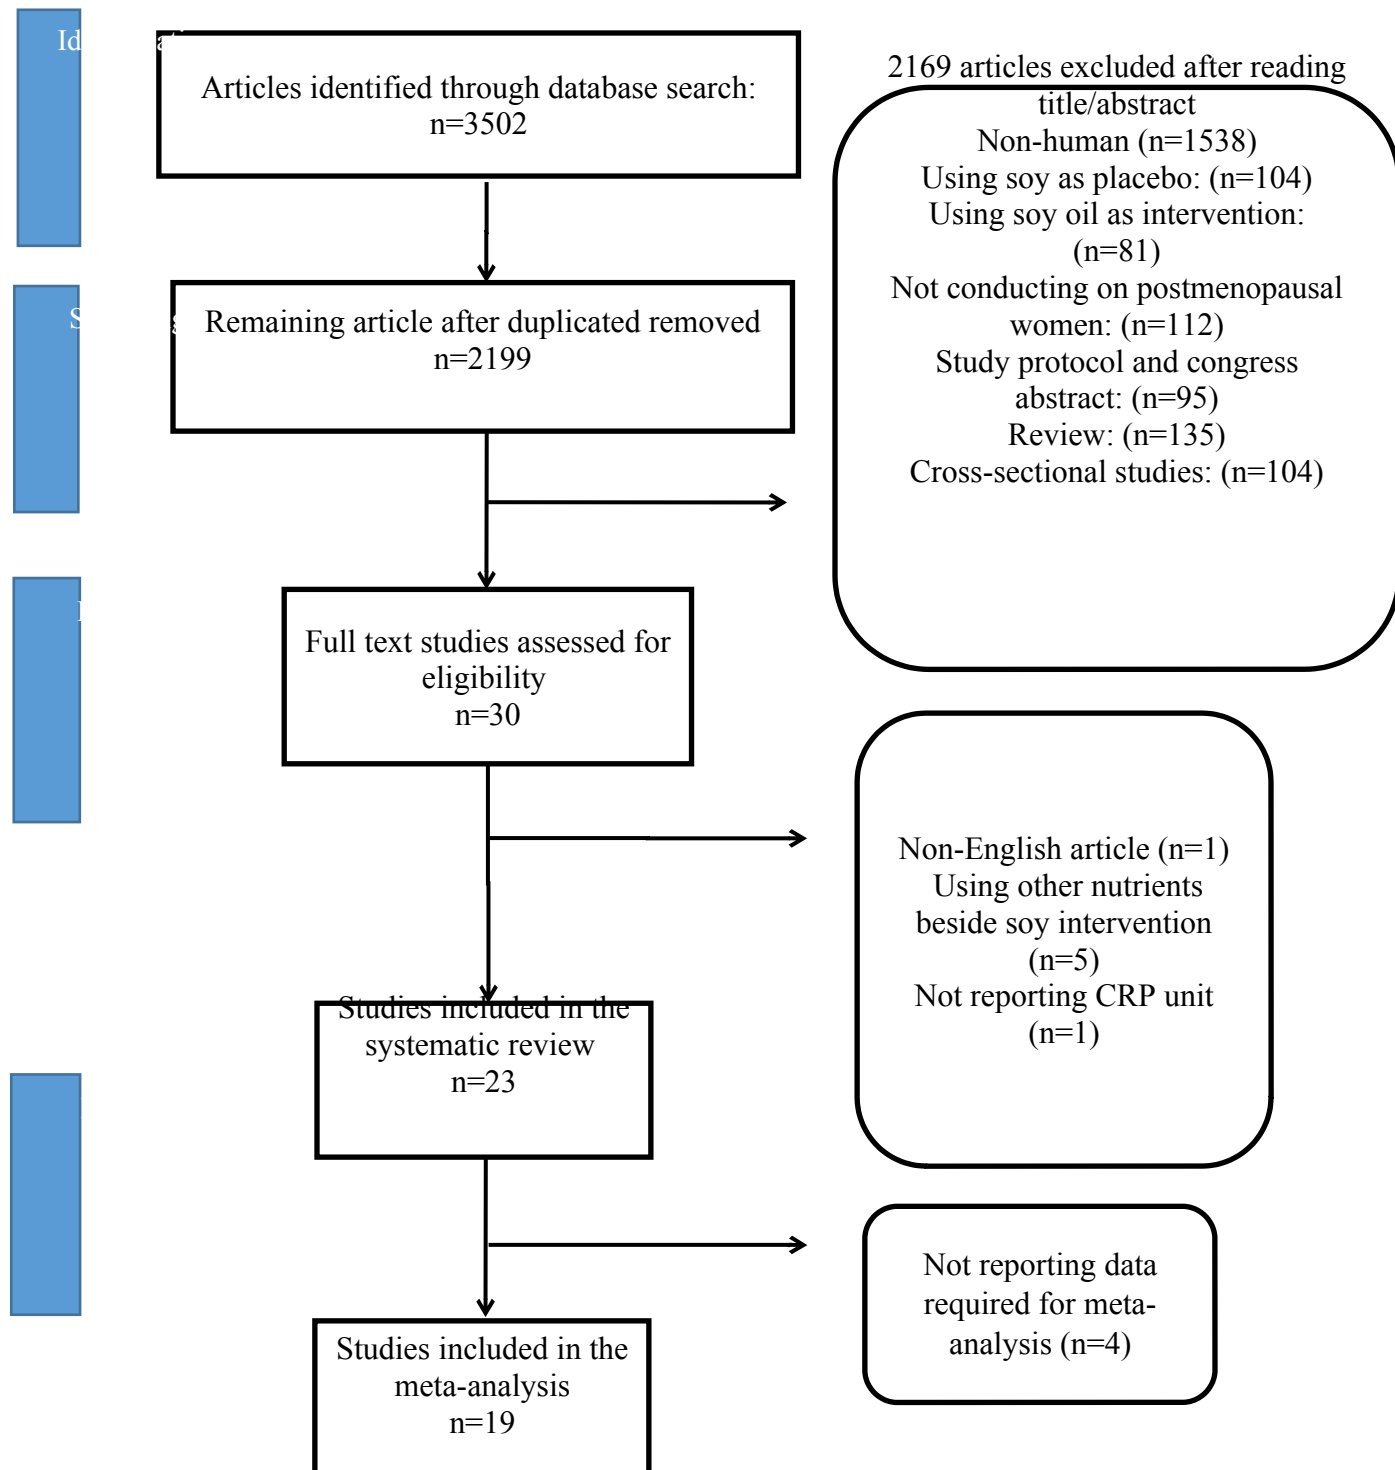 Articles identified through database search:
n=3502
2169 articles excluded after reading
title/abstract
Non-human (n=1538)
Using soy as placebo: (n=104)
Using soy oil as intervention:
(n=81)
Not conducting on postmenopausal
women: (n=112)
Study protocol and congress
abstract: (n=95)
Review: (n=135)
Cross-sectional studies: (n=104)
Remaining article after duplicated removed
n=2199
Full text studies assessed for
eligibility
n=30
Non-English article (n=1)
Using other nutrients
beside soy intervention
(n=5)
Not reporting CRP unit
(n=1)
Studies included in the
systematic review
n=23
Not reporting data
required for meta-
analysis (n=4)
Studies included in the
meta-analysis
n=19